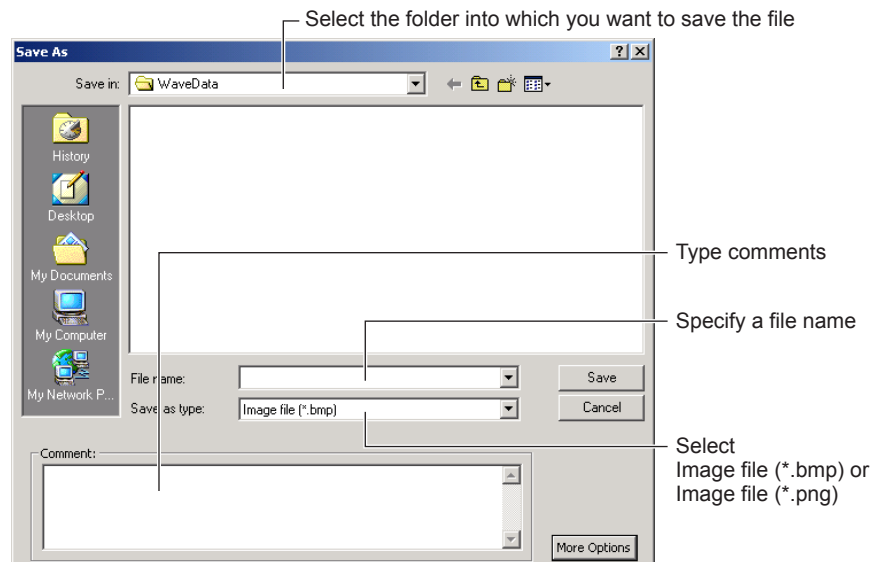 Select the folder into which you want to save the file
Save As
Save in:
WaveData
History
Desktop
My Documents
My Computer
My Network P...
Type comments
Specify a file name
File name:
Save
Save as type:
Image file (*.bmp)
Cancel
Select
Image file (*.bmp) or
Image file (*.png)
Comment:
More Options